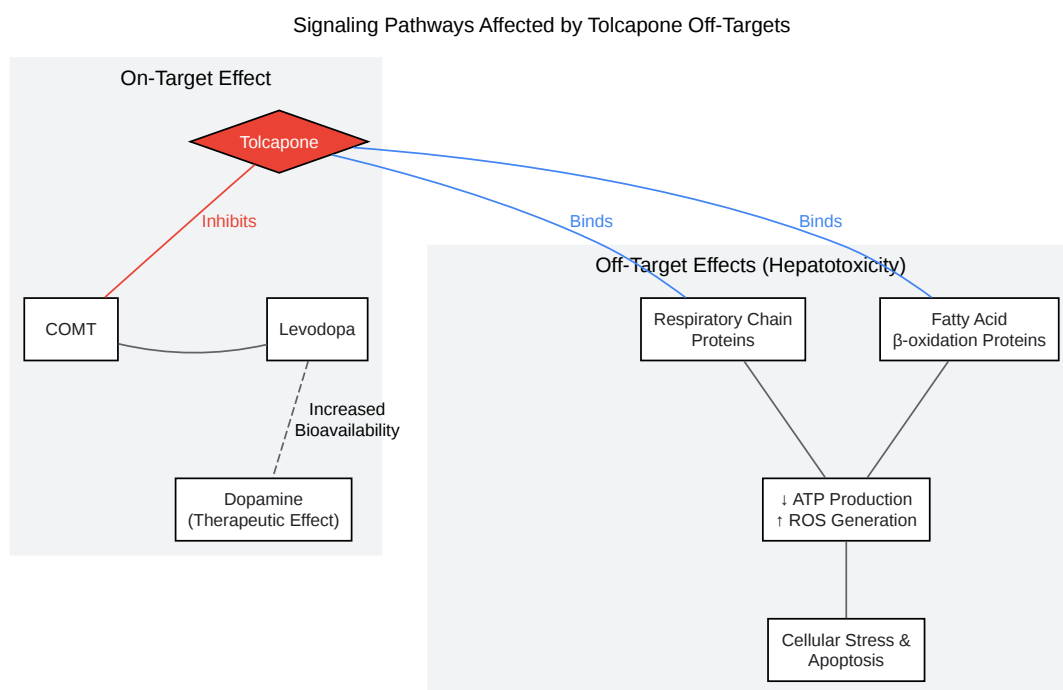 Signaling Pathways Affected by Tolcapone Off-Targets
On-Target Effect
Tolcapone
Inhibits
Binds
Binds
Off-Target Effects (Hepatotoxicity)
COMT
Levodopa
Respiratory Chain
Proteins
Fatty Acid
β-oxidation Proteins
Increased
Bioavailability
Dopamine
(Therapeutic Effect)
↓ ATP Production
↑ ROS Generation
Cellular Stress &
Apoptosis